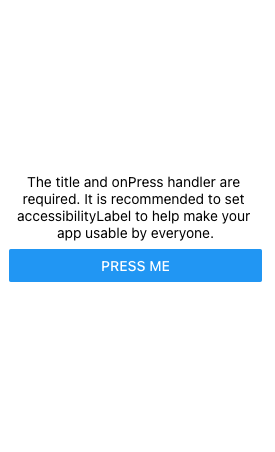 The title and onPress handler are
required. It is recommended to set
accessibilityLabel to help make your
app usable by everyone.
PRESS ME